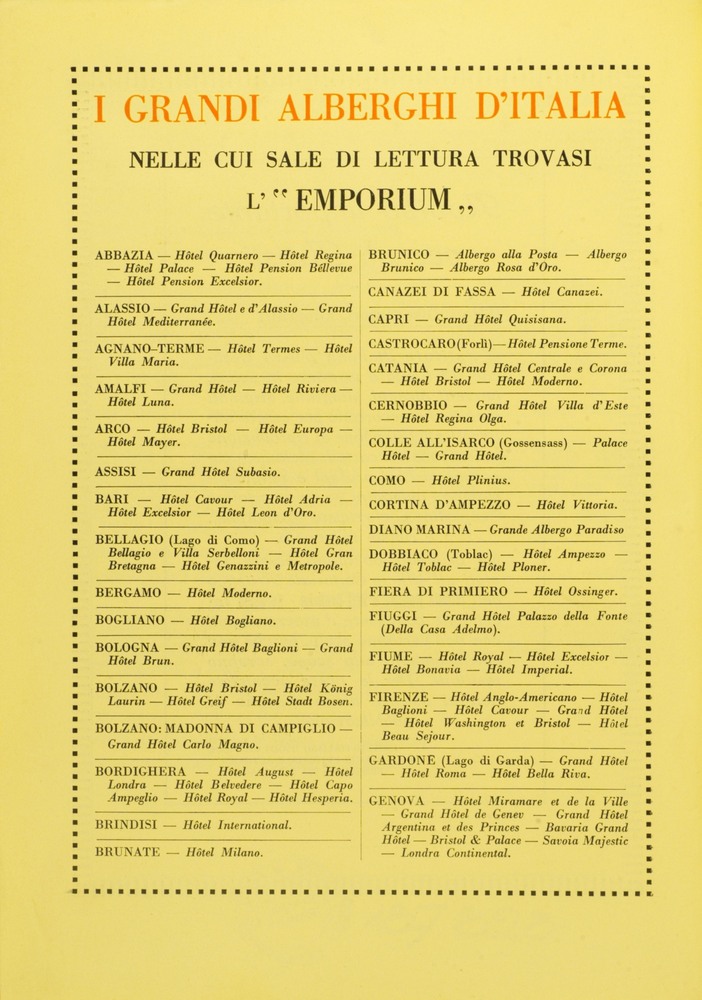 I GRANDI ALBERGHI D'ITALIA
NELLE CUI SALE DI LETTURA TROVASI
L' “ EMPORIUM „
ABBAZIA — Hôtel Quarnero — Hôtel Regina
— Hôtel Palace — Hôtel Pension Béllevue
— Hôtel Pension Excelsior.
ALASSIO — Grand Hôtel e d'Alassio — Grand
Hôtel Mediterranée.
AGNANO-TERME — Hôtel Termes — Hôtel
Villa Maria.
AMALFI — Grand Hôtel — Hôtel Riviera —
Hôtel Luna.
ARCO — Hôtel Bristol — Hôtel Europa —
Hôtel Mayer.
ASSISI — Grand Hôtel Subasio.
BARI — Hôtel Cavour — Hôtel Adria —
Hôtel Excelsior — Hôtel Leon d'Oro.
BELLAGIO (Lago di Como) — Grand Hôtel
Bellagio e Villa Serbelloni — Hôtel Gran
Bretagna — Hôtel Genazzini e Metropole.
BERGAMO — Hôtel Moderno.
BOGLIANO — Hôtel Bogliano.
BOLOGNA — Grand Hôtel Baglioni — Grand
Hôtel Brun.
BOLZANO — Hôtel Bristol — Hôtel König
Laurin — Hôtel Greif — Hôtel Stadt Bosen.
BOLZANO: MADONNA DI CAMPIGLIO —
Grand Hôtel Carlo Magno.
BORDIGHERA — Hôtel August — Hôtel
Londra — Hôtel Belvedere — Hôtel Capo
Ampeglio — Hôtel Royal — Hôtel Hesperia.
BRINDISI — Hôtel International.
BRUNATE — Hôtel Milano.
BRUNICO — Albergo alla Posta — Albergo
Brunico — Albergo Rosa d'Oro.
CANAZEI DI FASSA — Hôtel Canazei.
CAPRI — Grand Hôtel Quisisana.
CASTROCARO (Forlì) — Hôtel Pensione Terme.
CATANIA — Grand Hôtel Centrale e Corona
— Hôtel Bristol — Hôtel Moderno.
CERNOBBIO — Grand Hôtel Villa d'Este
— Hôtel Regina Olga.
COLLE ALL'ISARCO (Gossensass) — Palace
Hôtel — Grand Hôtel.
COMO — Hôtel Plinius.
CORTINA D'AMPEZZO — Hôtel Vittoria.
DIANO MARINA — Grande Albergo Paradiso
DOBBIACO (Toblac) — Hôtel Ampezzo —
Hôtel Toblac — Hôtel Ploner.
FIERA DI PRIMIERO — Hôtel Ossinger.
FIUGGI — Grand Hôtel Palazzo della Fonte
(Della Casa Adelmo).
FIUME — Hôtel Royal — Hôtel Excelsior —
Hôtel Bonavia — Hôtel Imperial.
FIRENZE — Hôtel Anglo-Americano — Hôtel
Baglioni — Hôtel Cavour — Grand Hôtel
— Hôtel Washington et Bristol — Hôtel
Beau Sejour.
GARDONE (Lago di Garda) — Grand Hôtel
— Hôtel Roma — Hôtel Bella Riva.
GENOVA — Hôtel Miramare et de la Ville
— Grand Hôtel de Genev — Grand Hôtel
Argentina et des Princes — Bavaria Grand
Hôtel — Bristol & Palace — Savoia Majestic
— Londra Continental.